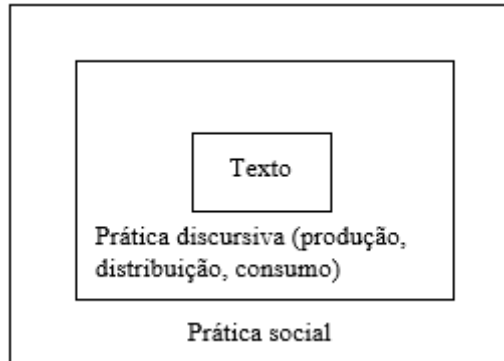 Texto
Prática discursiva (produção,
distribuição, consumo)
Prática social